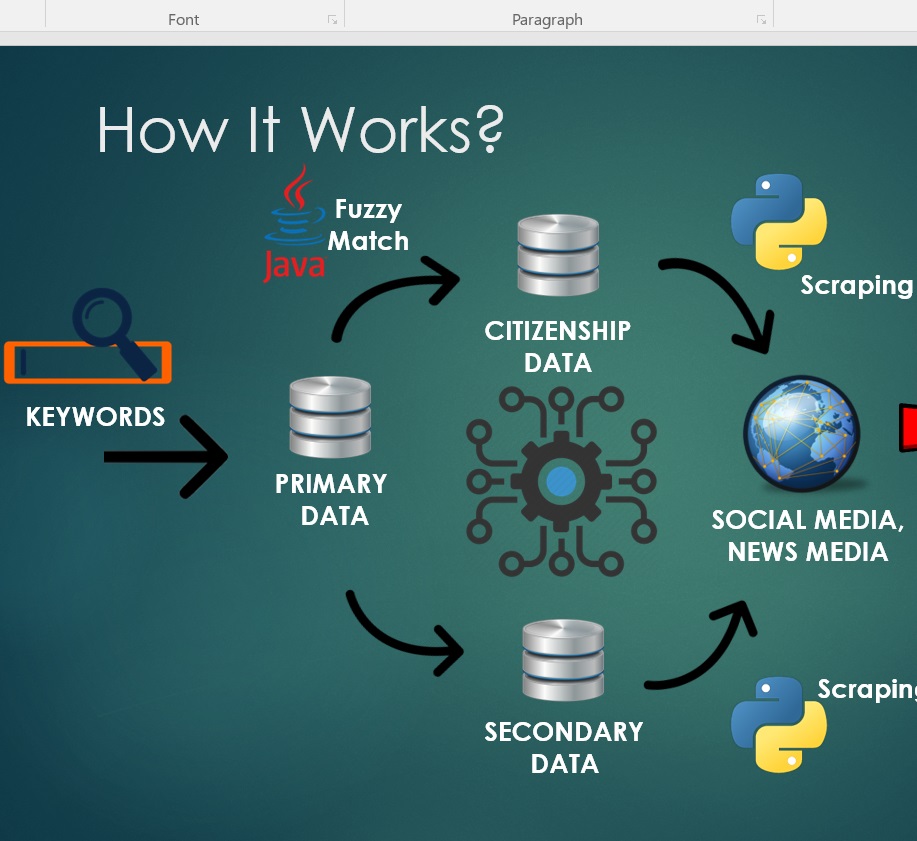 Font
Paragraph
How It Works?
Java
Fuzzy
Match
Scraping
CITIZENSHIP
DATA
KEYWORDS
PRIMARY
DATA
SOCIAL MEDIA,
NEWS MEDIA
Scraping
SECONDARY
DATA